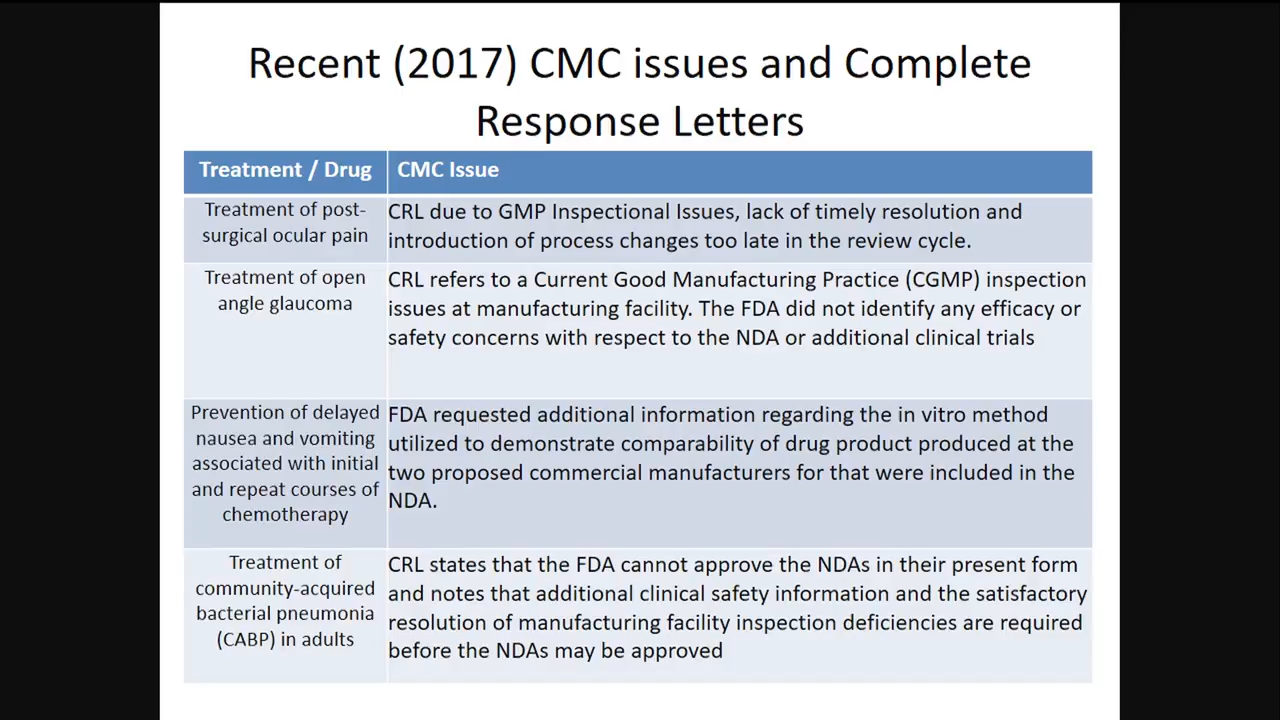 Recent (2017) CMC issues and Complete
Response Letters
Treatment / Drug
CMC Issue
Treatment of post-
surgical ocular pain
CRL due to GMP Inspectional Issues, lack of timely resolution and
introduction of process changes too late in the review cycle.
Treatment of open
angle glaucoma
CRL refers to a Current Good Manufacturing Practice (CGMP) inspection
issues at manufacturing facility. The FDA did not identify any efficacy or
safety concerns with respect to the NDA or additional clinical trials
Prevention of delayed
nausea and vomiting
associated with initial
and repeat courses of
chemotherapy
FDA requested additional information regarding the in vitro method
utilized to demonstrate comparability of drug product produced at the
two proposed commercial manufacturers for that were included in the
NDA.
Treatment of
community-acquired
bacterial pneumonia
(CABP) in adults
CRL states that the FDA cannot approve the NDAs in their present form
and notes that additional clinical safety information and the satisfactory
resolution of manufacturing facility inspection deficiencies are required
before the NDAs may be approved